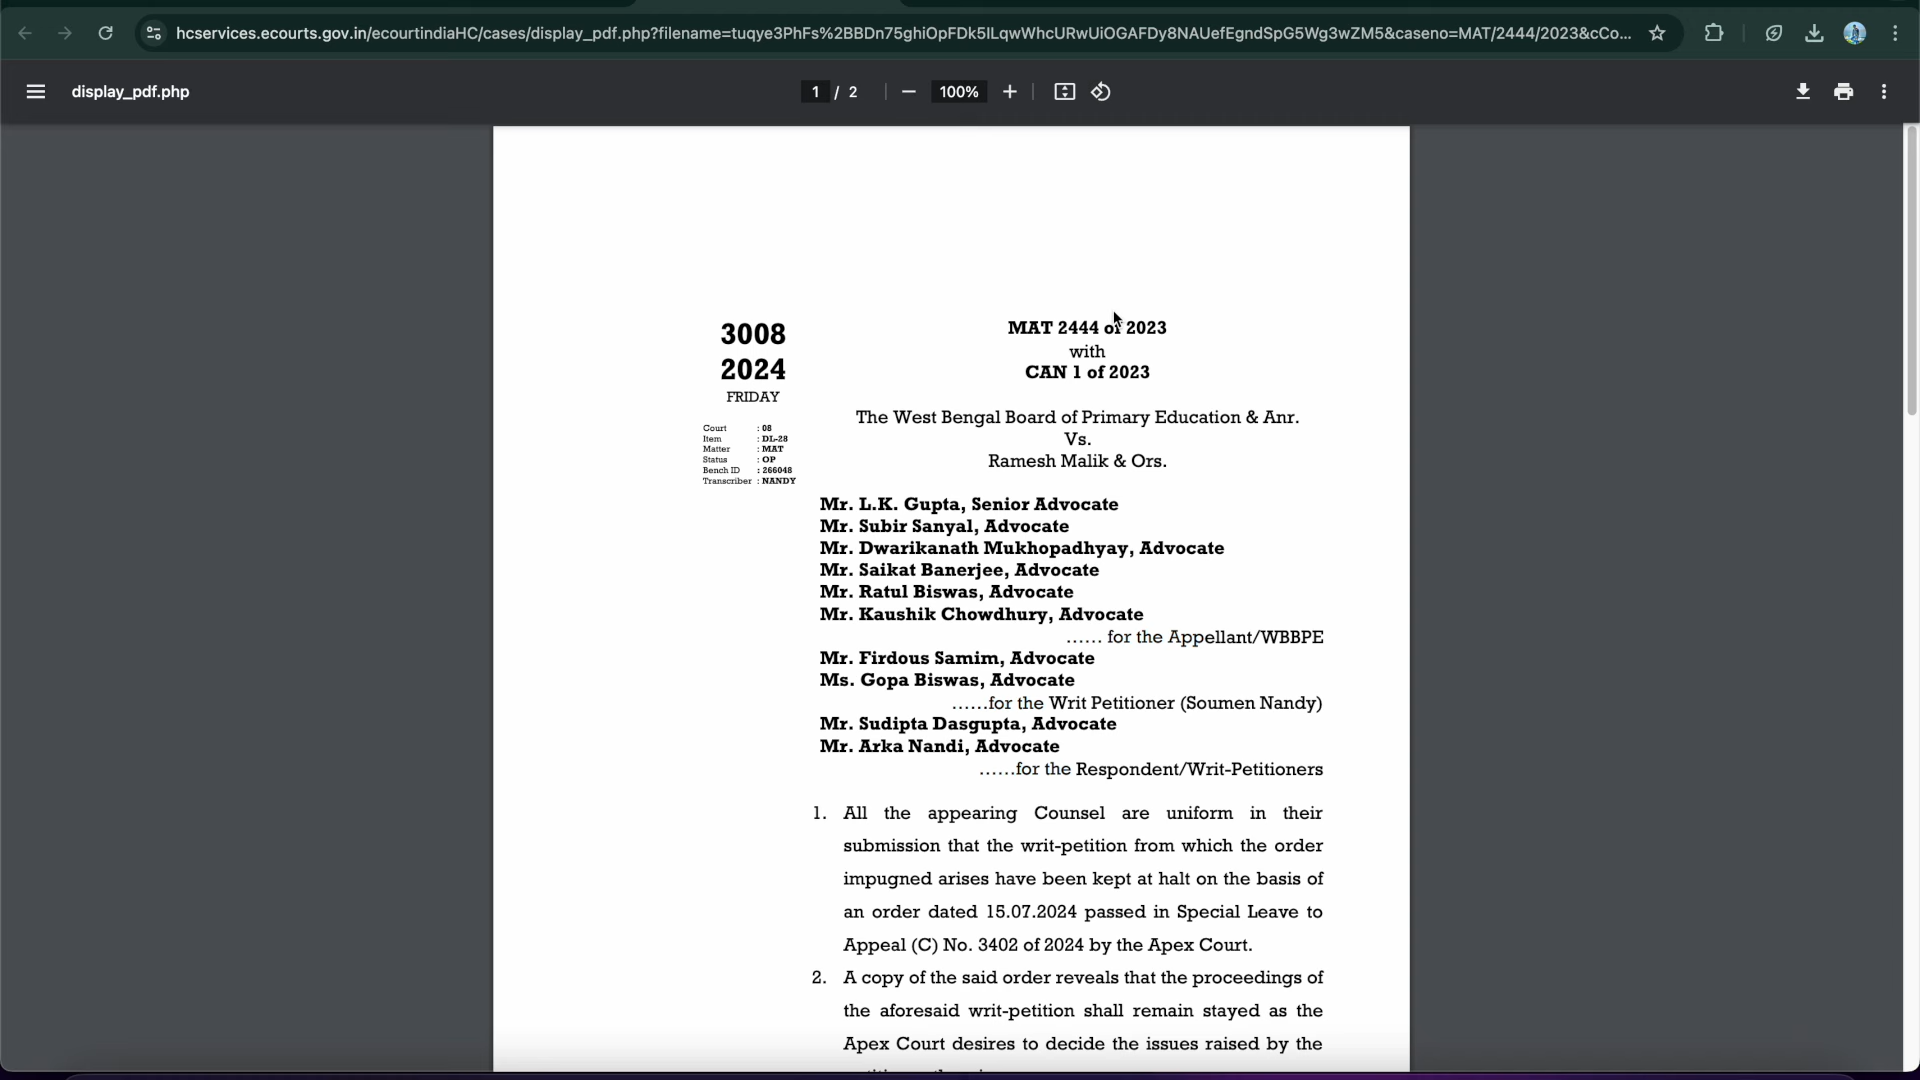 hcservices.ecourts.gov.in/ecourtindiaHC/cases/display_pdf.php?filename=tuqye3PhFs%2BBDn75ghiOpFDk5ILqwWhcURwUiOGAFDy8NAUefEgndSpG5Wg3wZM5&caseno=MAT/2444/2023&cCo...
display_pdf.php
1 / 2
100%
3008
2024
FRIDAY
Court : 08
Item : DL-28
Matter : MAT
Status : OP
Bench ID : 266048
Transcriber : NANDY
MAT 2444 of 2023
with
CAN 1 of 2023
The West Bengal Board of Primary Education & Anr.
Vs.
Ramesh Malik & Ors.
Mr. L.K. Gupta, Senior Advocate
Mr. Subir Sanyal, Advocate
Mr. Dwarikanath Mukhopadhyay, Advocate
Mr. Saikat Banerjee, Advocate
Mr. Ratul Biswas, Advocate
Mr. Kaushik Chowdhury, Advocate
…… for the Appellant/WBBPE
Mr. Firdous Samim, Advocate
Ms. Gopa Biswas, Advocate
……for the Writ Petitioner (Soumen Nandy)
Mr. Sudipta Dasgupta, Advocate
Mr. Arka Nandi, Advocate
……for the Respondent/Writ-Petitioners
1. All the appearing Counsel are uniform in their
submission that the writ-petition from which the order
impugned arises have been kept at halt on the basis of
an order dated 15.07.2024 passed in Special Leave to
Appeal (C) No. 3402 of 2024 by the Apex Court.
2. A copy of the said order reveals that the proceedings of
the aforesaid writ-petition shall remain stayed as the
Apex Court desires to decide the issues raised by the